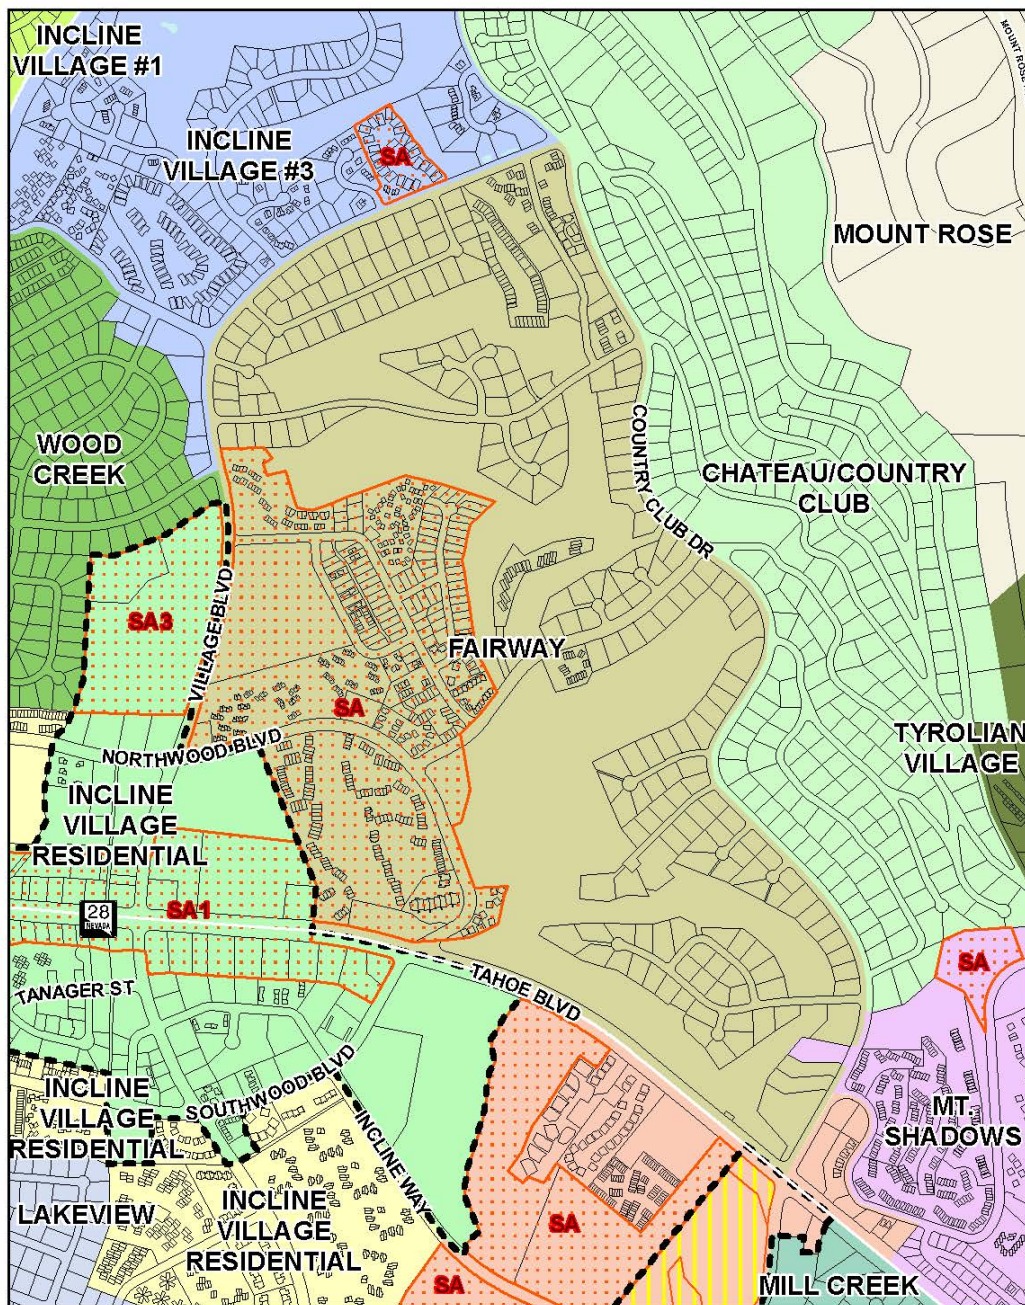 INCLINE
VILLAGE #1
MOUNT ROSE
INCLINE
VILLAGE #3
SA
MOUNT ROSE
WOOD
CREEK
COUNTRY CLUB DR
CHATEAU/COUNTRY
CLUB
SA3
VILLAGE BLVD
FAIRWAY
SA
NORTHWOOD BLVD
TYROLIAN
VILLAGE
INCLINE
VILLAGE
RESIDENTIAL
28
NEVADA
SA1
SA
TAHOE BLVD
TANAGER ST
SOUTHWOOD BLVD
INCLINE
VILLAGE
RESIDENTIAL
INCLINE WAY
MT.
SHADOWS
LAKEVIEW
INCLINE
VILLAGE
RESIDENTIAL
SA
SA
MILL CREEK